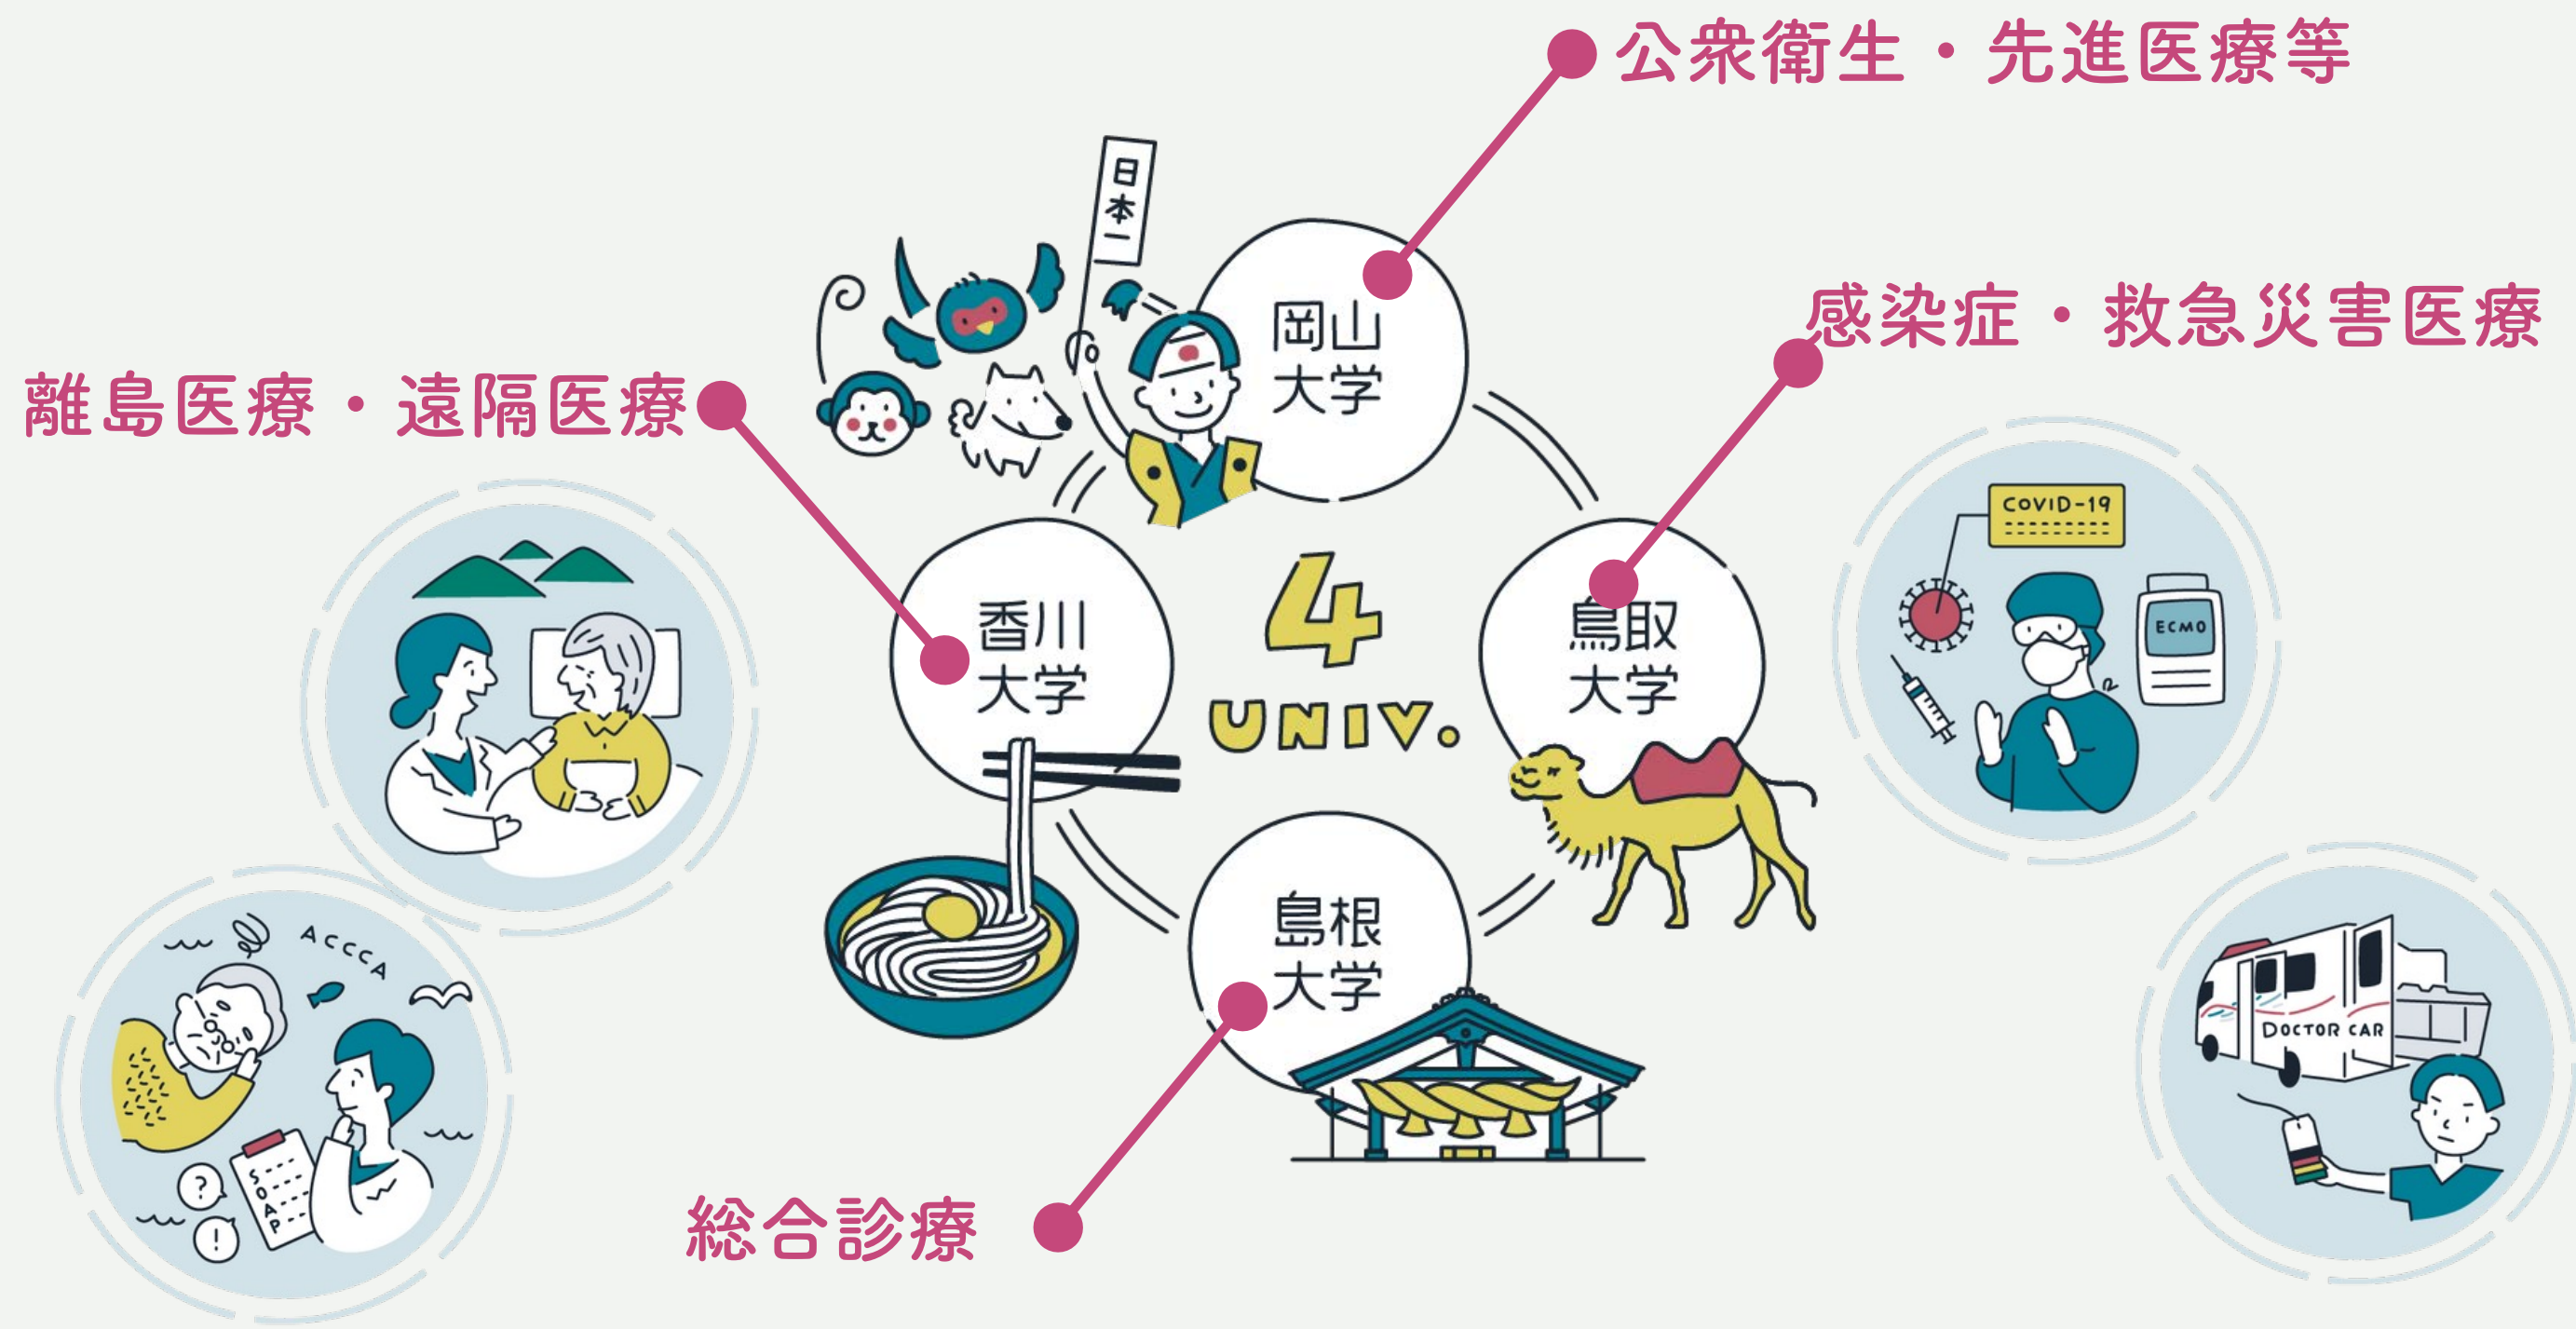 公衆衛生・先進医療等
日本一
岡山
大学
感染症・救急災害医療
離島医療・遠隔医療
COVID-19
ECMO
香川
大学
4
UNIV.
鳥取
大学
島根
大学
ACCCA
DOCTOR CAR
?
!
SOAP
総合診療